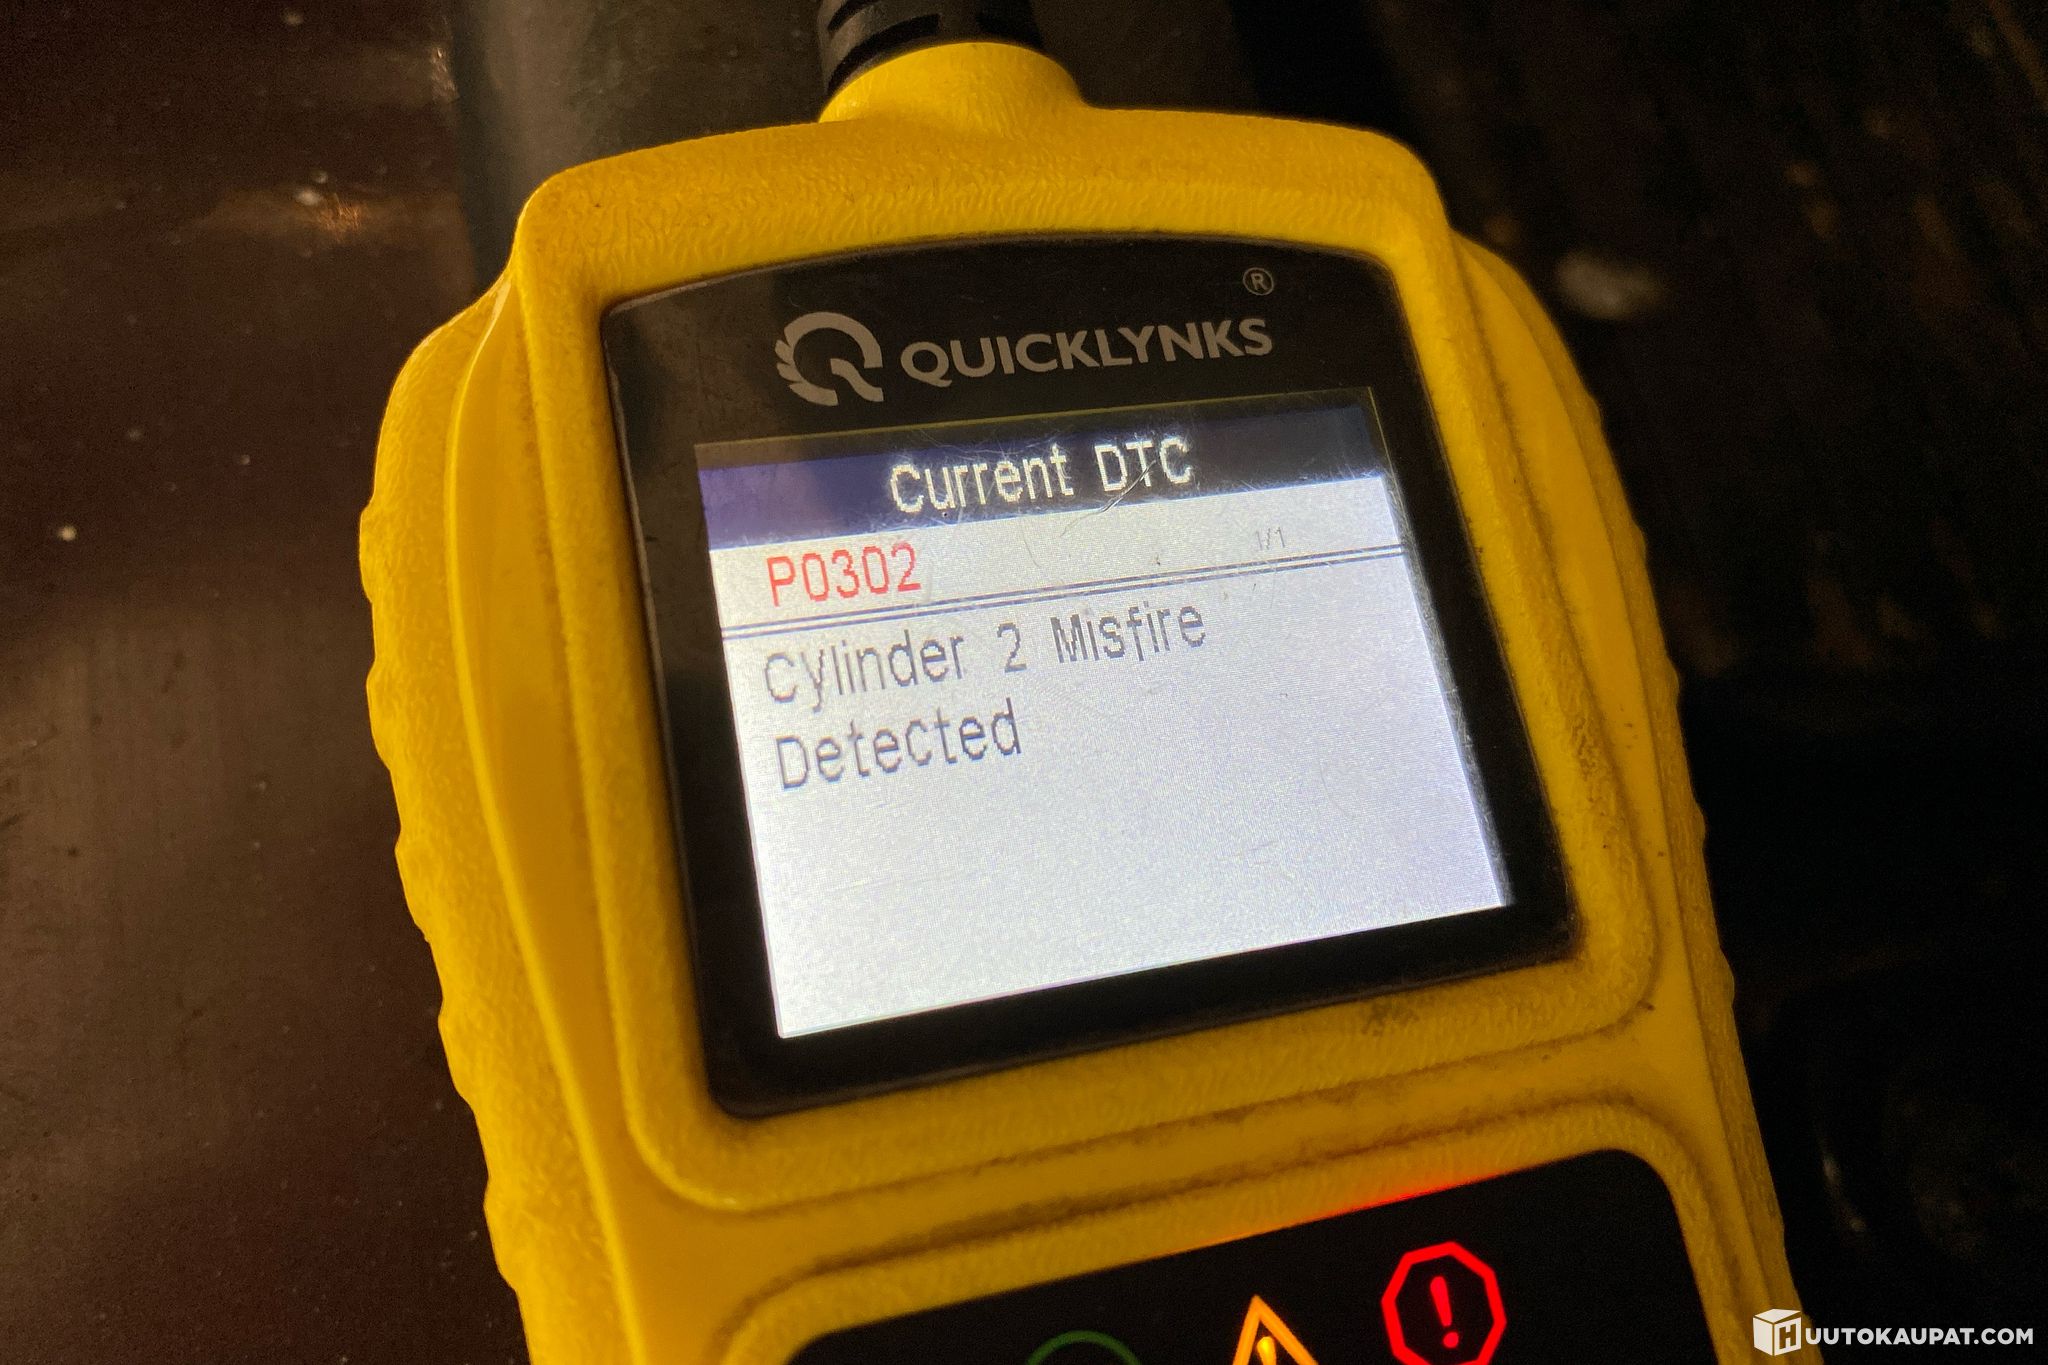 ®
QUICKLYNKS
Current DTC
P0302 1/1
Cylinder 2 Misfire
Detected
HUUTOKAUPAT.COM